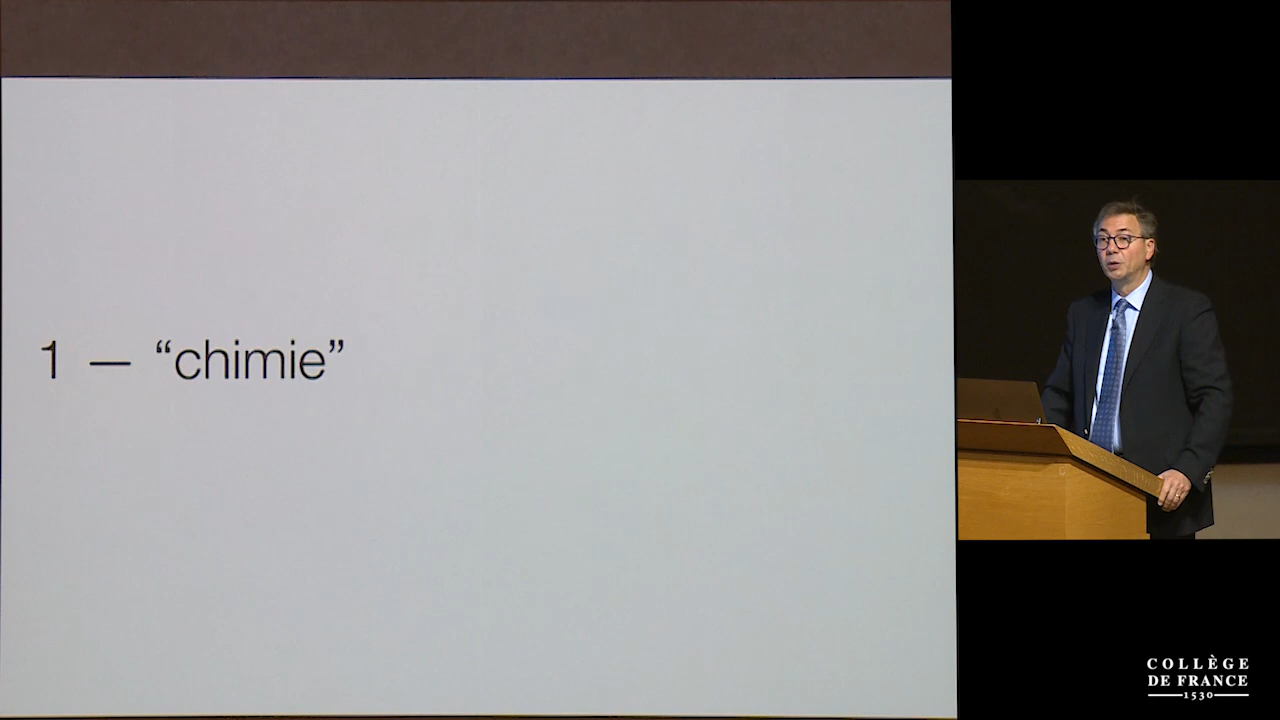 1 — “chimie”
COLLÈGE
DE FRANCE
1530